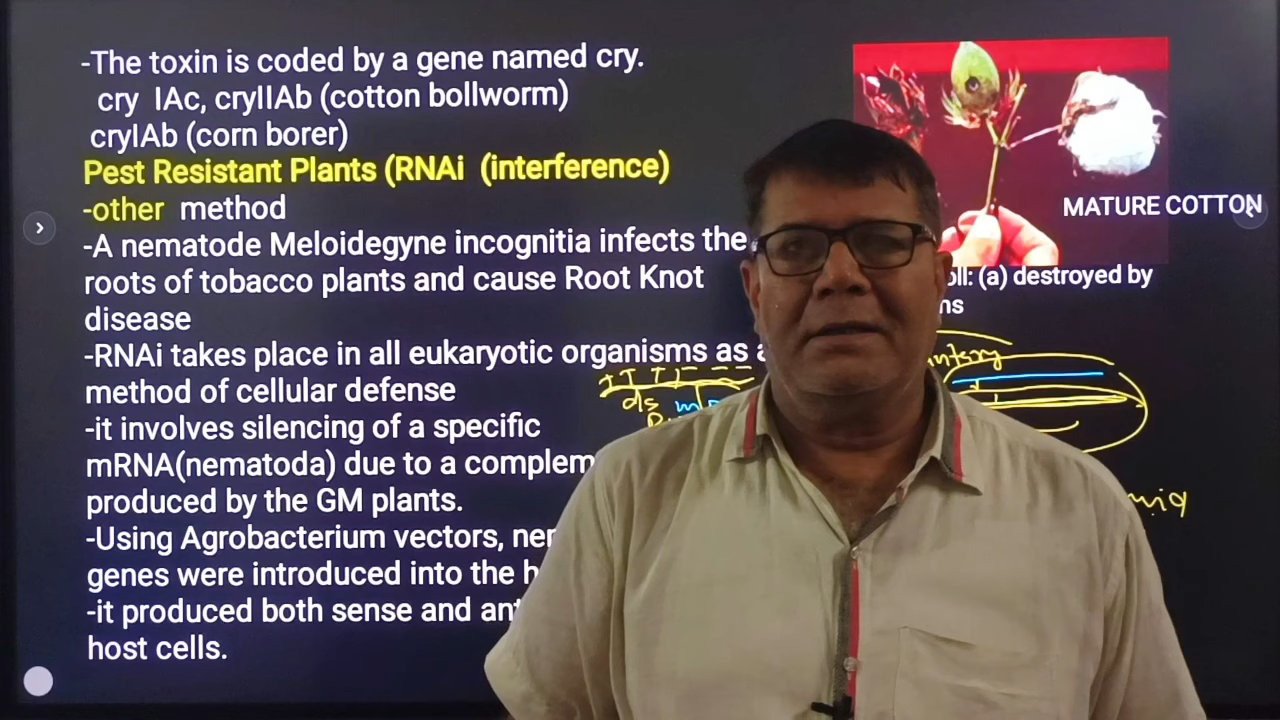 -The toxin is coded by a gene named cry.
cry IAc, cryIIAb (cotton bollworm)
cryIAb (corn borer)
Pest Resistant Plants (RNAi (interference)
-other method
-A nematode Meloidegyne incognitia infects the
roots of tobacco plants and cause Root Knot
disease
-RNAi takes place in all eukaryotic organisms as a
method of cellular defense
-it involves silencing of a specific
mRNA(nematoda) due to a complem
produced by the GM plants.
-Using Agrobacterium vectors, nem
genes were introduced into the h
-it produced both sense and ant
host cells.
MATURE COTTON
oll: (a) destroyed by
ns
ds